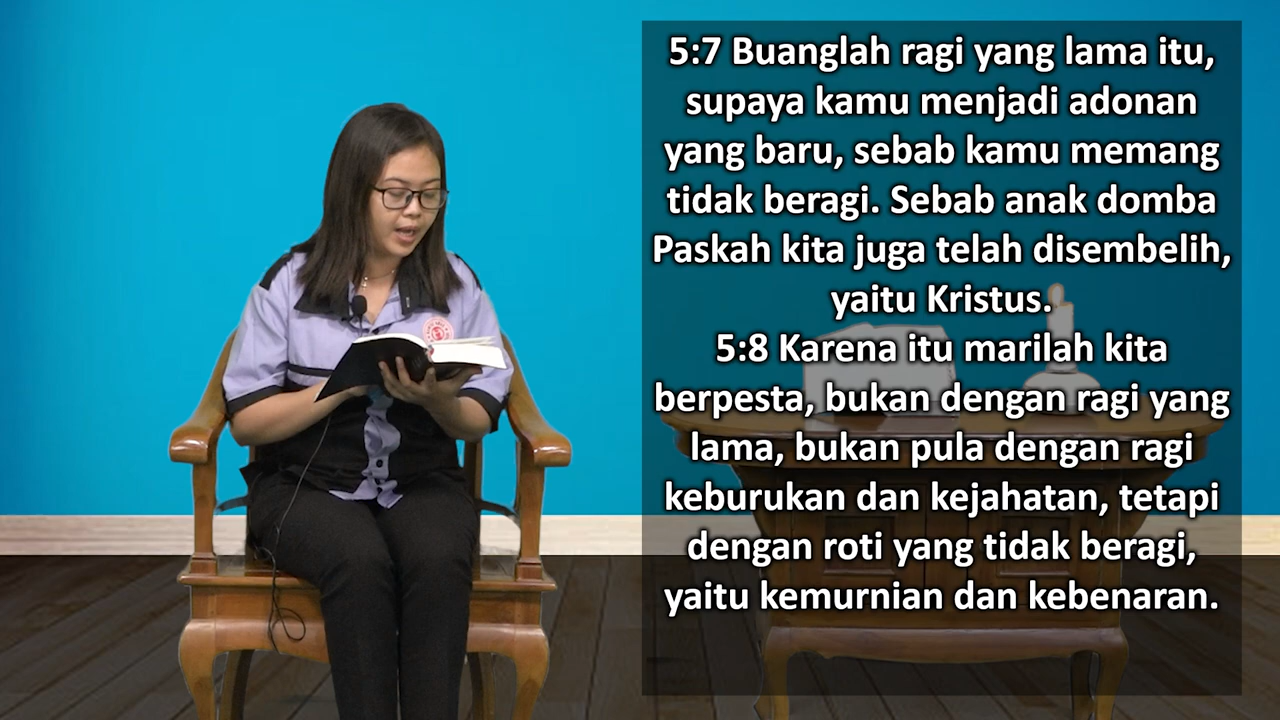 5:7 Buanglah ragi yang lama itu,
supaya kamu menjadi adonan
yang baru, sebab kamu memang
tidak beragi. Sebab anak domba
Paskah kita juga telah disembelih,
yaitu Kristus.
5:8 Karena itu marilah kita
berpesta, bukan dengan ragi yang
lama, bukan pula dengan ragi
keburukan dan kejahatan, tetapi
dengan roti yang tidak beragi,
yaitu kemurnian dan kebenaran.